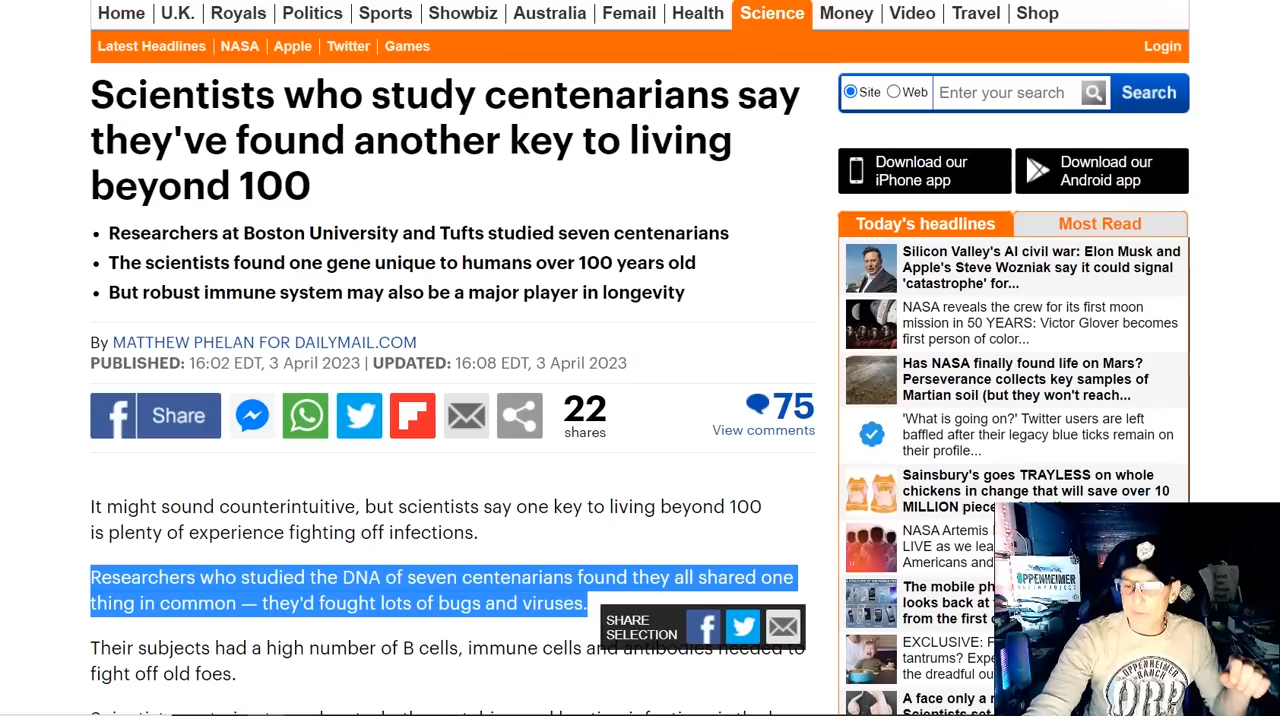 Home U.K. Royals Politics Sports Showbiz Australia Femail Health Science Money Video Travel Shop
Latest Headlines NASA Apple Twitter Games Login
Scientists who study centenarians say
they've found another key to living
beyond 100
• Researchers at Boston University and Tufts studied seven centenarians
• The scientists found one gene unique to humans over 100 years old
• But robust immune system may also be a major player in longevity
By MATTHEW PHELAN FOR DAILYMAIL.COM
PUBLISHED: 16:02 EDT, 3 April 2023 | UPDATED: 16:08 EDT, 3 April 2023
Share
22
shares
75
View comments
It might sound counterintuitive, but scientists say one key to living beyond 100
is plenty of experience fighting off infections.
Researchers who studied the DNA of seven centenarians found they all shared one
thing in common — they'd fought lots of bugs and viruses.
SHARE
SELECTION
Their subjects had a high number of B cells, immune cells and antibodies needed to
fight off old foes.
Site Web Enter your search Search
Download our
iPhone app
Download our
Android app
Today's headlines Most Read
Silicon Valley's AI civil war: Elon Musk and
Apple's Steve Wozniak say it could signal
'catastrophe' for...
NASA reveals the crew for its first moon
mission in 50 YEARS: Victor Glover becomes
first person of color...
Has NASA finally found life on Mars?
Perseverance collects key samples of
Martian soil (but they won't reach...
'What is going on?' Twitter users are left
baffled after their legacy blue ticks remain on
their profile...
Sainsbury's goes TRAYLESS on whole
chickens in change that will save over 10
MILLION piec
NASA Artemis
LIVE as we lea
Americans and
The mobile ph
looks back at
from the first
EXCLUSIVE: F
tantrums? Expe
the dreadful ou
A face only a
Scientists set
OPPENHEIMER
OPPENHEIMER
RANCH